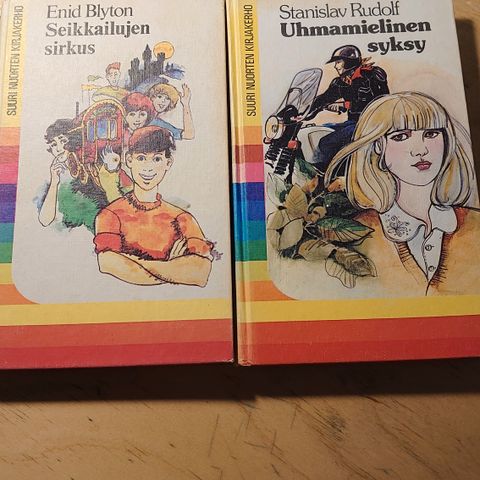 SUURI NUORTEN KIRJAKERHO
Enid Blyton
Seikkailujen
sirkus
SUURI NUORTEN KIRJAKERHO
Stanislav Rudolf
Uhmamielinen
syksy